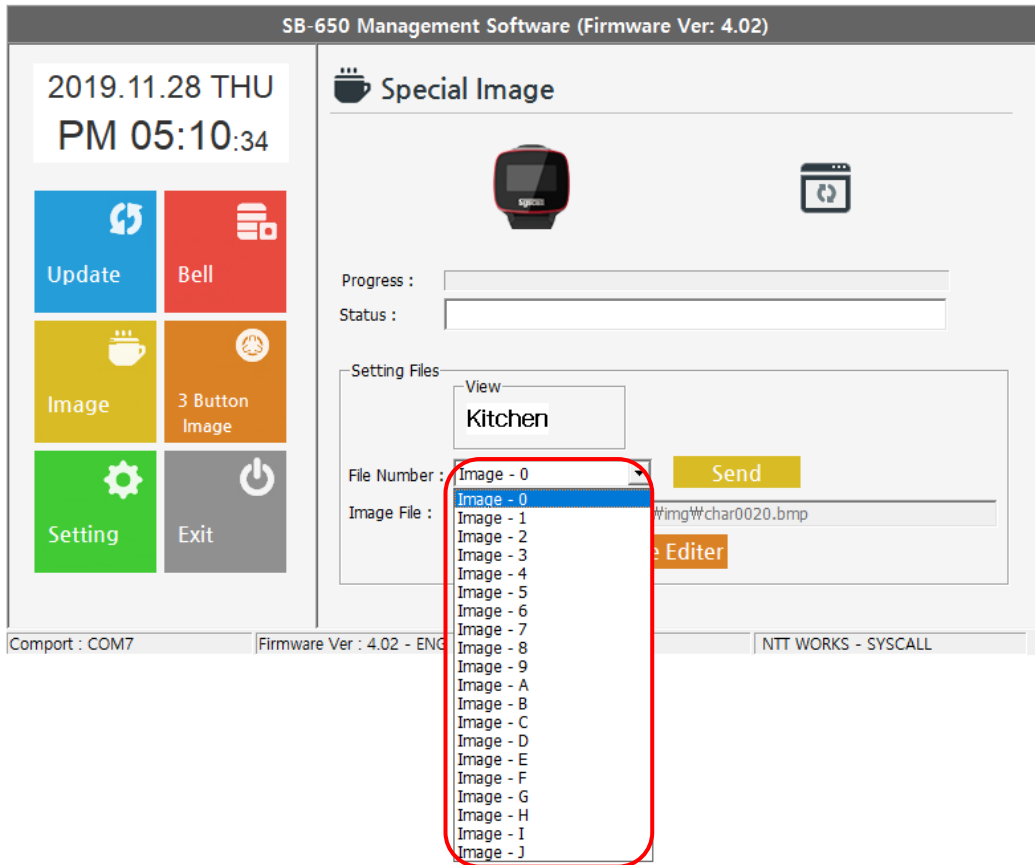 SB-650 Management Software (Firmware Ver: 4.02)
2019.11.28 THU
PM 05:10:34
Update
Bell
Image
3 Button
Image
Setting
Exit
Special Image
Syscall
Progress :
Status :
Setting Files
View
Kitchen
File Number :
Image - 0
Send
Image File :
₩img₩char0020.bmp
e Editer
Image - 0
Image - 1
Image - 2
Image - 3
Image - 4
Image - 5
Image - 6
Image - 7
Image - 8
Image - 9
Image - A
Image - B
Image - C
Image - D
Image - E
Image - F
Image - G
Image - H
Image - I
Image - J
Comport : COM7
Firmware Ver : 4.02 - ENG
NTT WORKS - SYSCALL